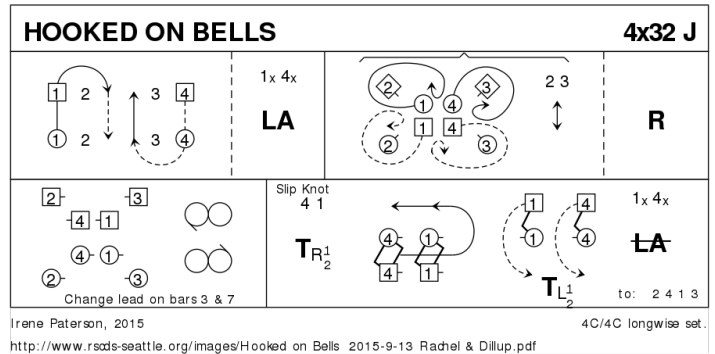 HOOKED ON BELLS 4x32 J
1 2 3 4 1x 4x 2 3 2 3
LA 1 4 R
1 2 3 4 1 4
2 3
2 3 Slip Knot 1 4 1x 4x
4 1 4 1
4 1 TR½ 4 1 1 4 LA
2 3 4 1 TL½
Change lead on bars 3 & 7 to: 2 4 1 3
Irene Paterson, 2015 4C/4C longwise set.
http://www.rscds-seattle.org/images/Hooked on Bells 2015-9-13 Rachel & Dillup.pdf